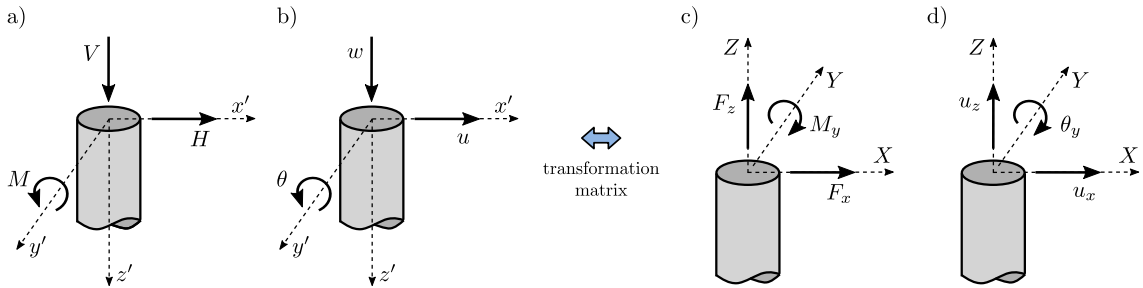 a)
V
x′
H
M
y′
z′
b)
w
x′
u
θ
y′
z′
transformation
matrix
c)
Z
Y
F_z
M_y
X
F_x
d)
Z
Y
u_z
θ_y
X
u_x